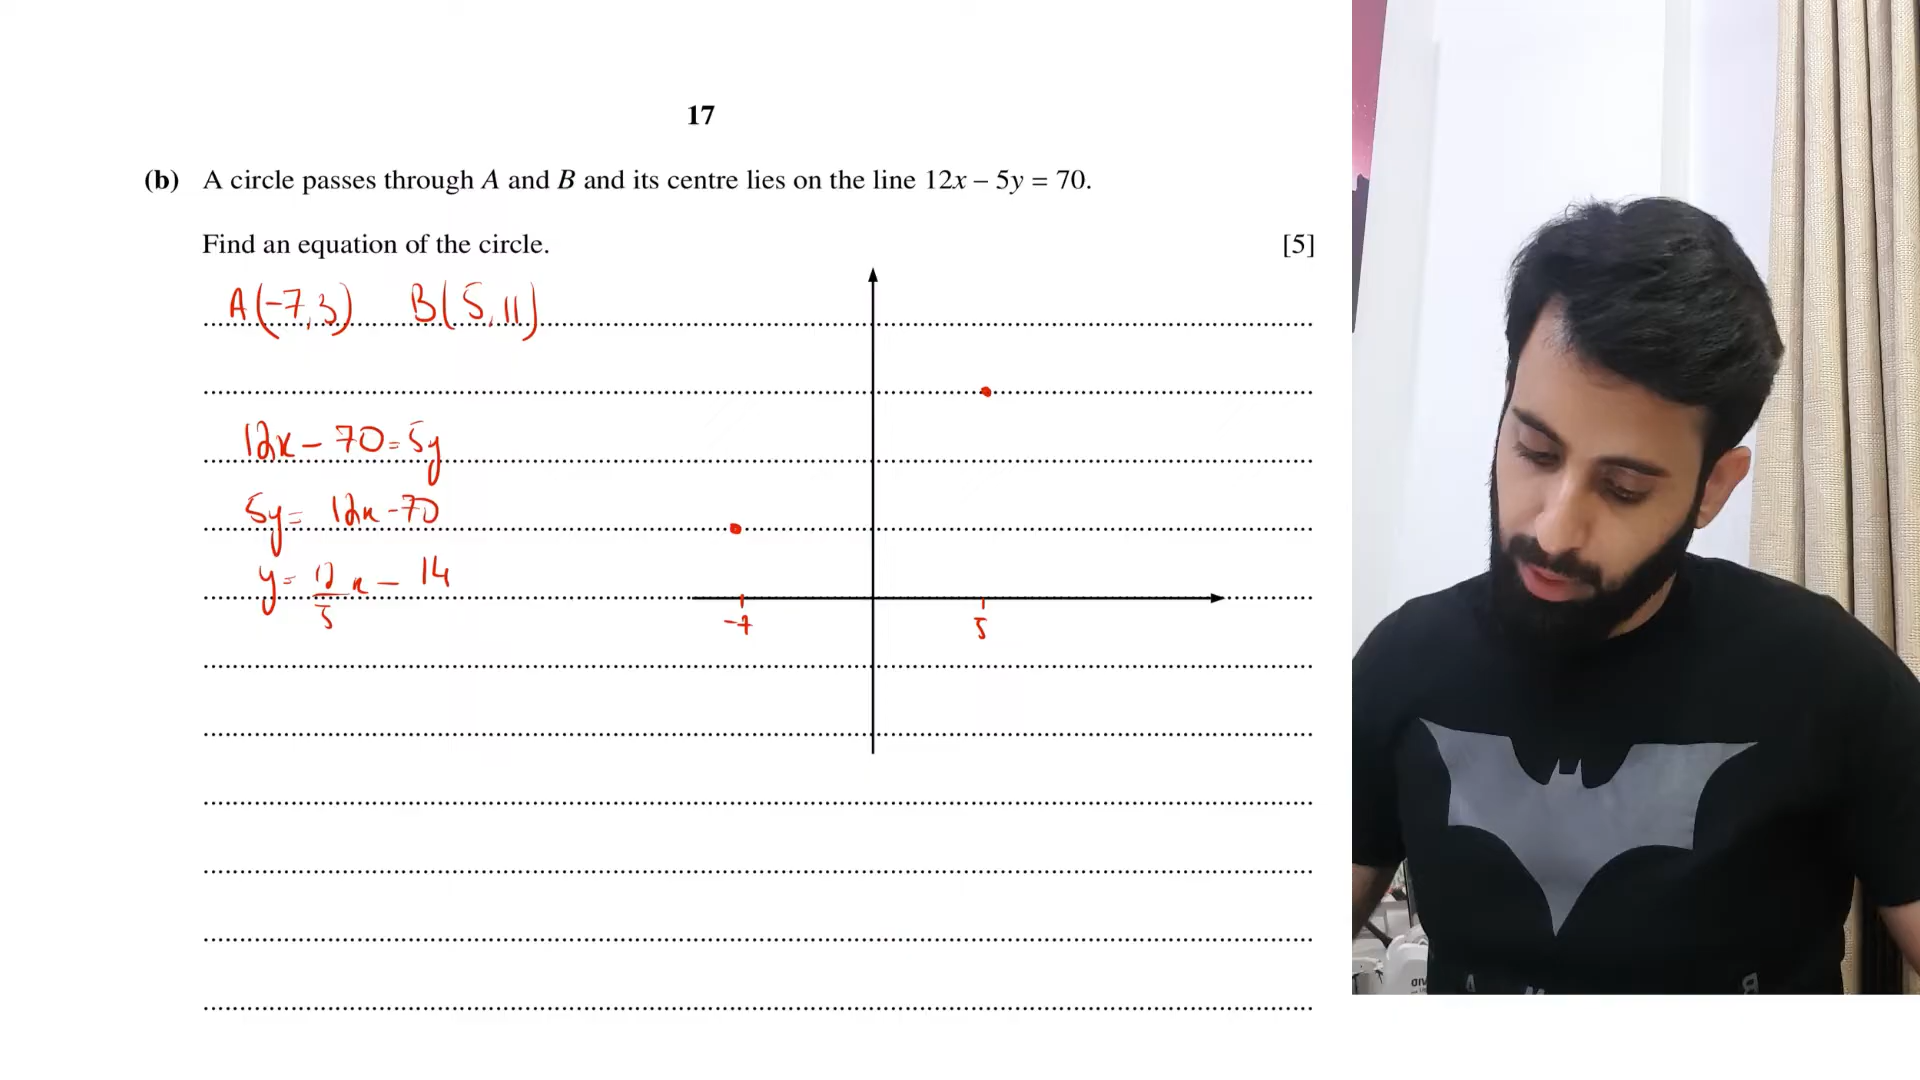 17
(b) A circle passes through A and B and its centre lies on the line 12x – 5y = 70.
Find an equation of the circle. [5]
A(-7,3) B(5,11)
12x - 70 = 5y
5y = 12x - 70
y = 12/5 x - 14
-7 5